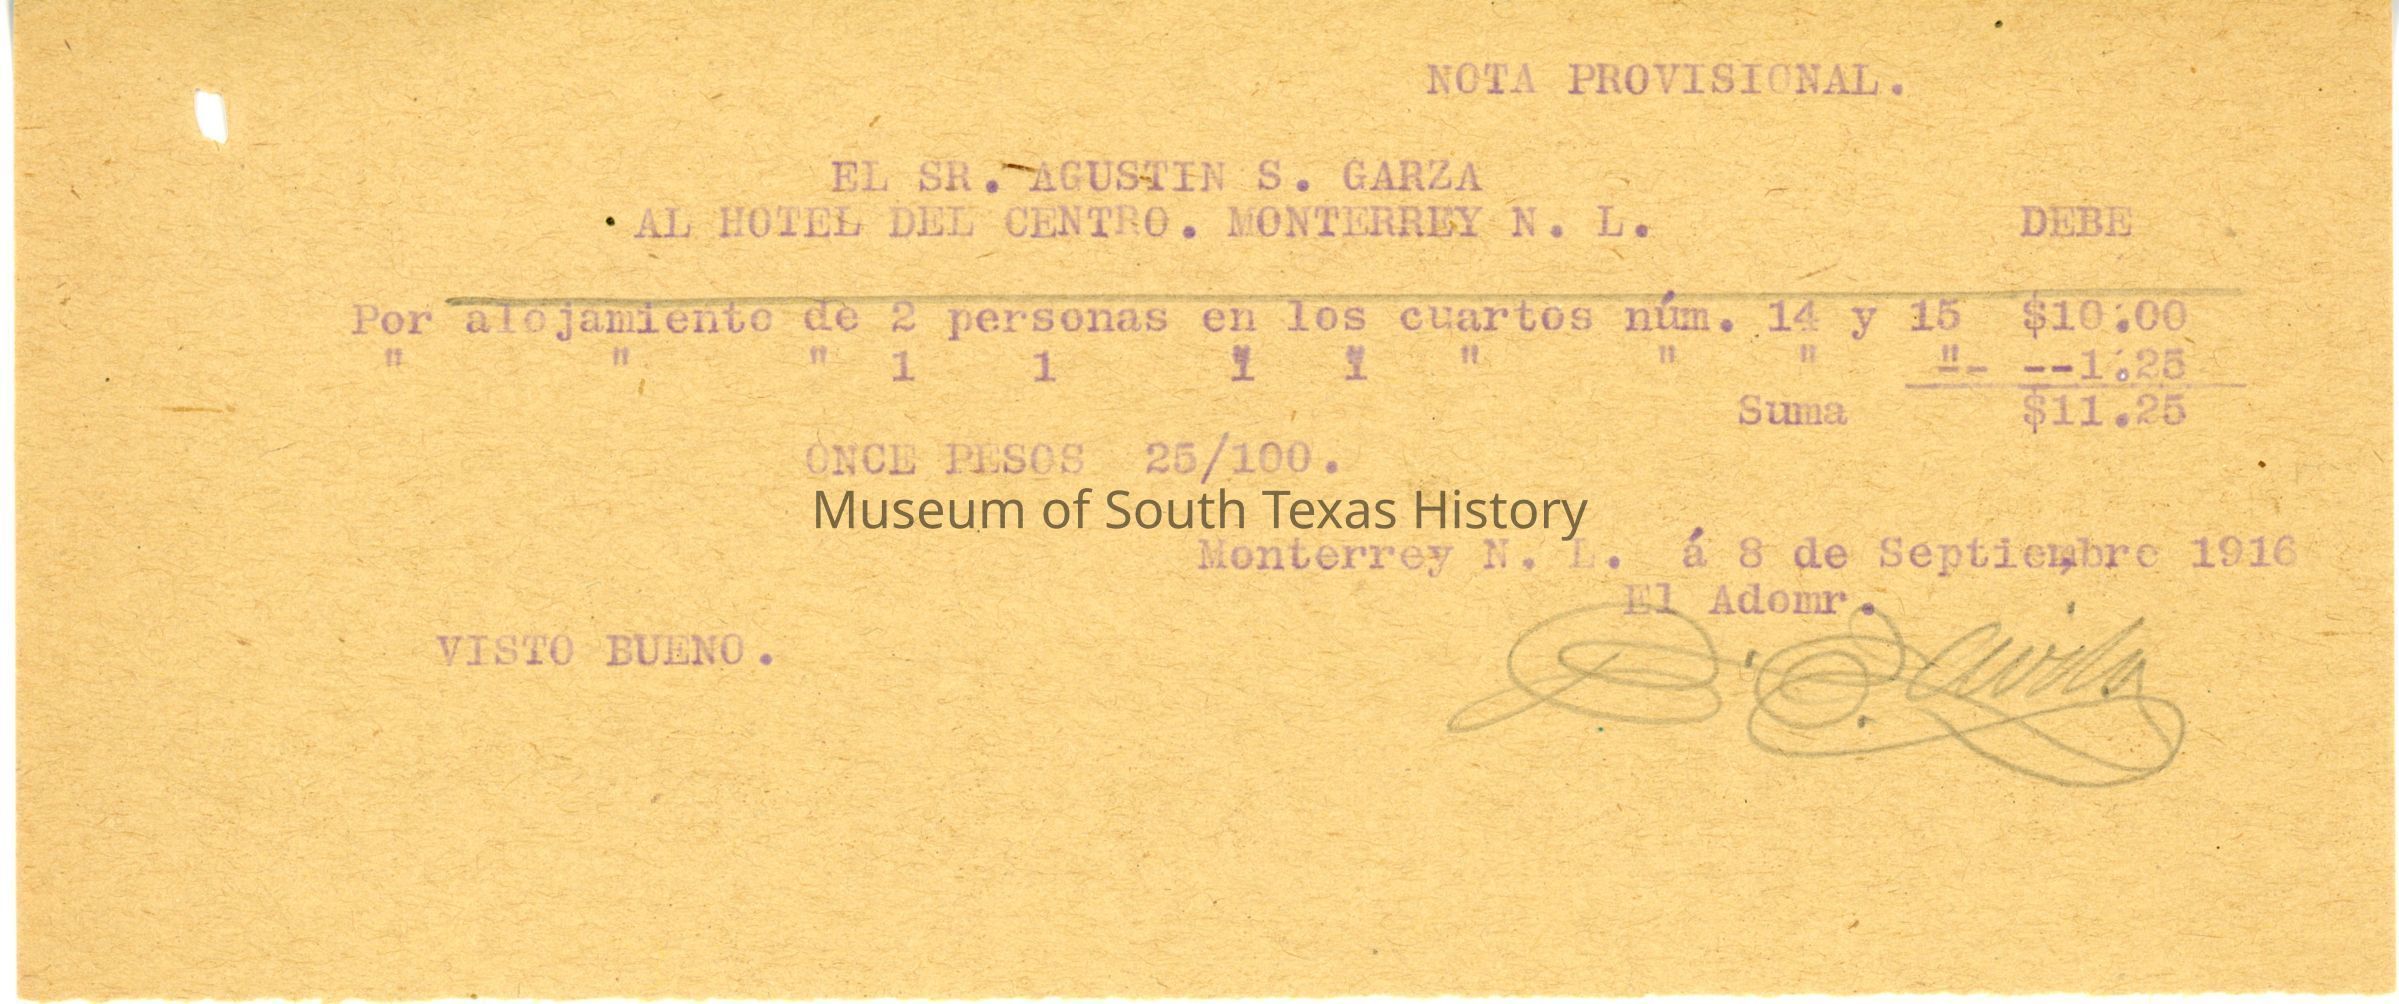 NOTA PROVISIONAL.
EL SR. AGUSTIN S. GARZA
AL HOTEL DEL CENTRO. MONTERREY N. L. DEBE
Por alojamiento de 2 personas en los cuartos núm. 14 y 15 $10.00
" " " 1 1 " " " " " "- --1.25
Suma $11.25
ONCE PESOS 25/100.
Museum of South Texas History
Monterrey N. L. á 8 de Septiembre 1916
El Adomr.
VISTO BUENO.